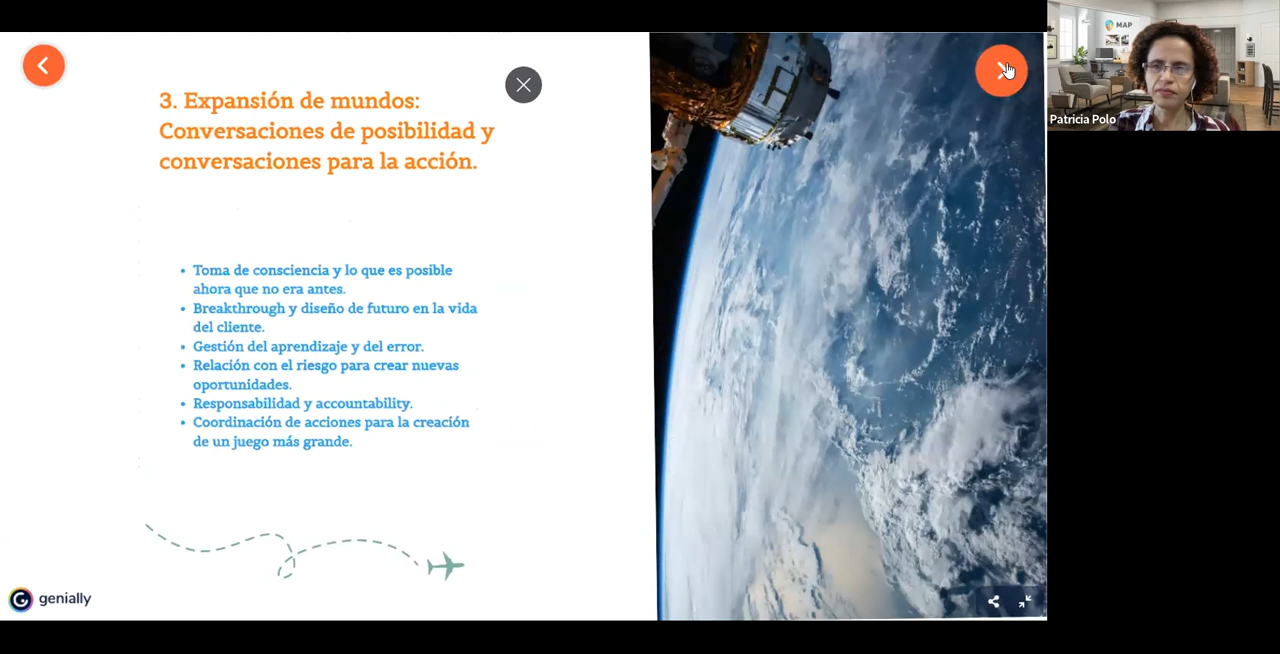 3. Expansión de mundos:
Conversaciones de posibilidad y
conversaciones para la acción.
• Toma de consciencia y lo que es posible
ahora que no era antes.
• Breakthrough y diseño de futuro en la vida
del cliente.
• Gestión del aprendizaje y del error.
• Relación con el riesgo para crear nuevas
oportunidades.
• Responsabilidad y accountability.
• Coordinación de acciones para la creación
de un juego más grande.
genially
MAP
Patricia Polo